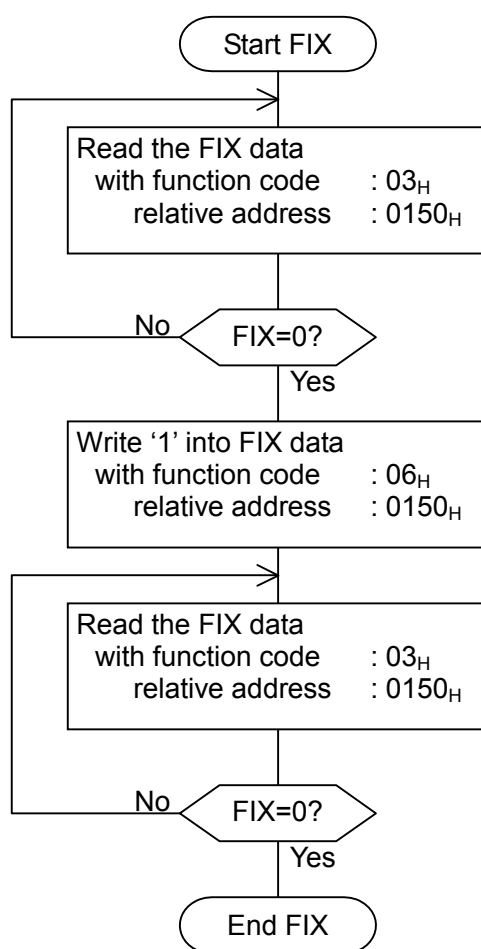 Start FIX
Read the FIX data
with function code : 03H
relative address : 0150H
No
FIX=0?
Yes
Write ‘1’ into FIX data
with function code : 06H
relative address : 0150H
Read the FIX data
with function code : 03H
relative address : 0150H
No
FIX=0?
Yes
End FIX